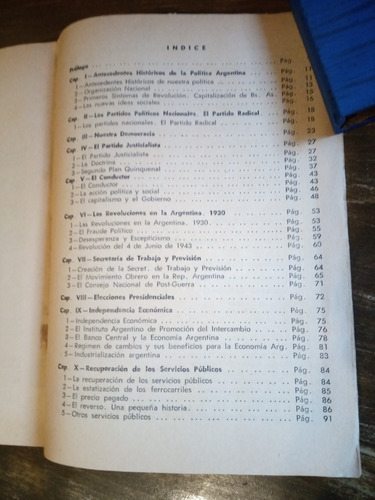 INDICE
Prólogo ... Pág.
Cap. I—Antecedentes Históricos de la Política Argentina ... Pág. 11
1—Antecedentes Históricos de nuestra política ... Pág. 11
2—Organización Nacional ... Pág. 13
3—Primeros Síntomas de Revolución. Capitalización de Bs. As. Pág. 15
4—Las nuevas ideas sociales ... Pág. 16
Cap. II—Los Partidos Políticos Nacionales. El Partido Radical ... Pág. 18
1—Los partidos nacionales. El Partido Radical ... Pág. 18
Cap. III—Nuestra Democracia ... Pág. 23
Cap. IV—El Partido Justicialista ... Pág. 27
1—El Partido Justicialista ... Pág. 27
2—La Doctrina ... Pág. 32
3—Segundo Plan Quinquenal ... Pág. 37
Cap. V—El Conductor ... Pág. 43
1—El Conductor ... Pág. 43
2—La acción política y social ... Pág. 46
3—El capitalismo y el Gobierno ... Pág. 48
Cap. VI—Las Revoluciones en la Argentina. 1930 ... Pág. 53
1—Las Revoluciones en la Argentina. 1930 ... Pág. 53
2—El Fraude Político ... Pág. 55
3—Desesperanza y Escepticismo ... Pág. 59
4—Revolución del 4 de Junio de 1943 ... Pág. 60
Cap. VII—Secretaría de Trabajo y Previsión ... Pág. 64
1—Creación de la Secret. de Trabajo y Previsión ... Pág. 64
2—El Movimiento Obrero en la Rep. Argentina ... Pág. 65
3—El Consejo Nacional de Post-Guerra ... Pág. 71
Cap. VIII—Elecciones Presidenciales ... Pág. 72
Cap. IX—Independencia Económica ... Pág. 75
1—Independencia Económica ... Pág. 75
2—El Instituto Argentino de Promoción del Intercambio ... Pág. 76
3—El Banco Central y la Economía Argentina ... Pág. 78
4—Regimen de cambios y sus beneficios para la Economía Arg. Pág. 81
5—Industrialización argentina ... Pág. 83
Cap. X—Recuperación de los Servicios Públicos ... Pág. 84
1—La recuperación de los servicios públicos ... Pág. 84
2—La estatización de los ferrocarriles ... Pág. 85
3—El precio pagado ... Pág. 86
4—El reverso. Una pequeña historia. ... Pág. 86
5—Otros servicios públicos ... Pág. 91